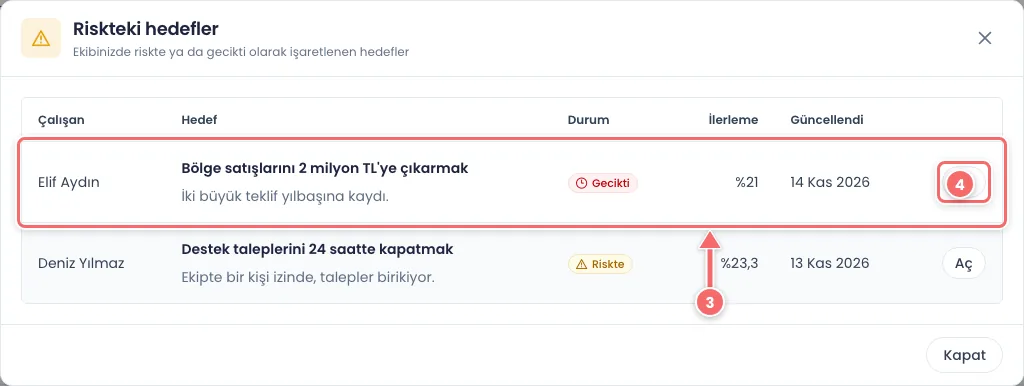 Riskteki hedefler
Ekibinizde riskte ya da gecikti olarak işaretlenen hedefler
Çalışan Hedef Durum İlerleme Güncellendi
Elif Aydın Bölge satışlarını 2 milyon TL'ye çıkarmak Gecikti %21 14 Kas 2026 4
İki büyük teklif yılbaşına kaydı.
Deniz Yılmaz Destek taleplerini 24 saatte kapatmak Riskte %23,3 13 Kas 2026 Aç
Ekipte bir kişi izinde, talepler birikiyor.
3
Kapat